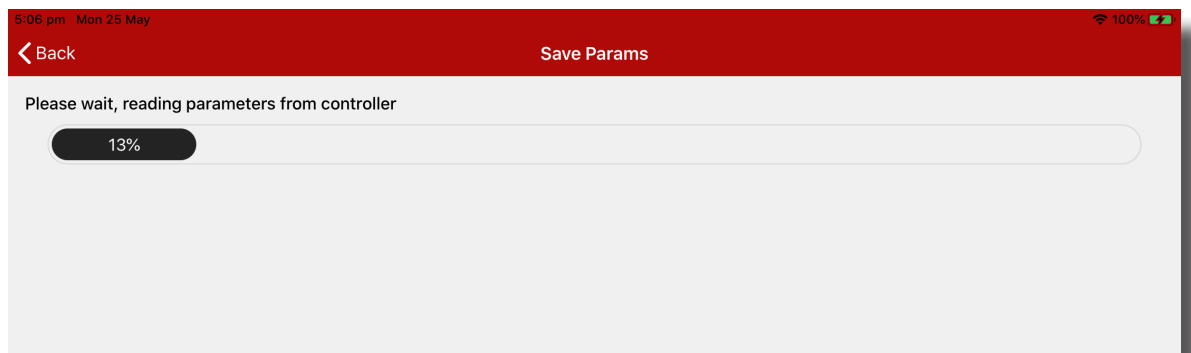 5:06 pm Mon 25 May 100%
Back Save Params
Please wait, reading parameters from controller
13%